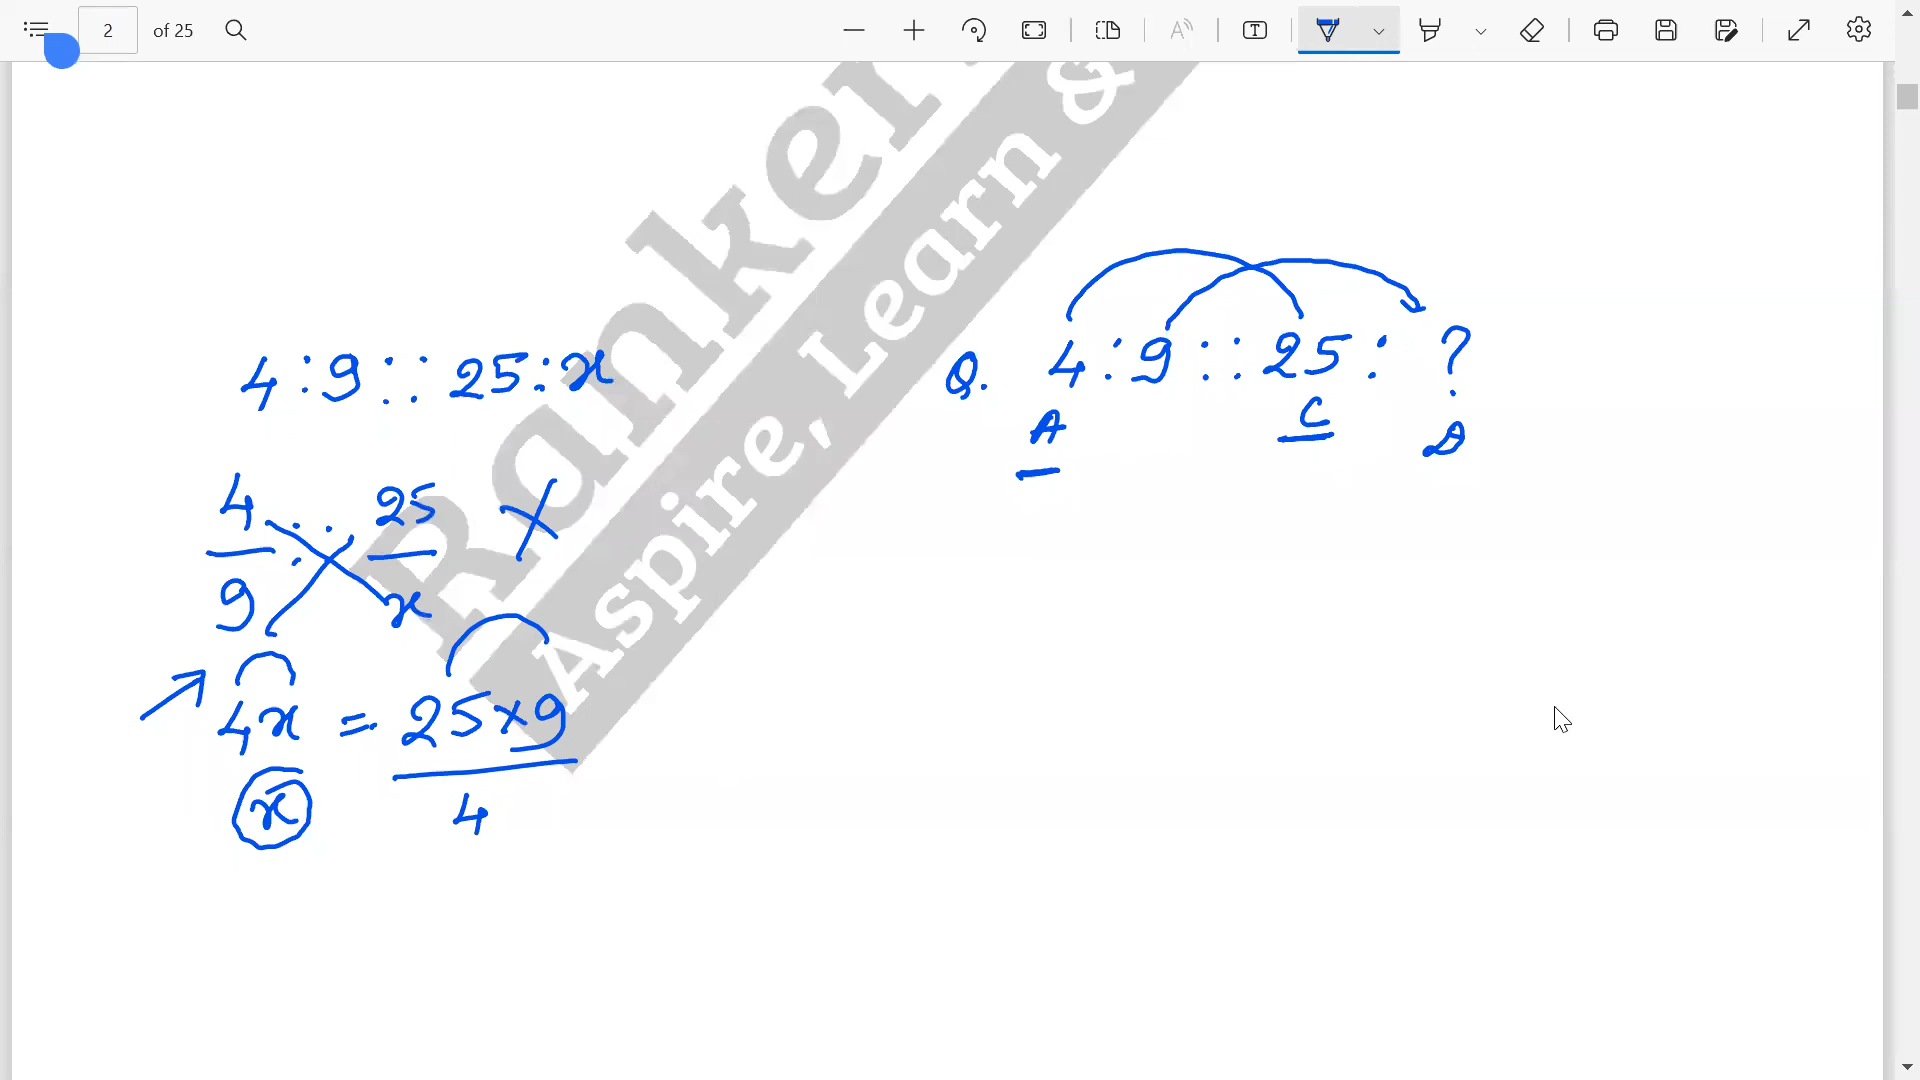 2 of 25
Ranker
Aspire, Learn &
4 : 9 :: 25 : x
4 :: 25
9 x
4x = 25 x 9
x 4
Q. 4 : 9 :: 25 : ?
A C D